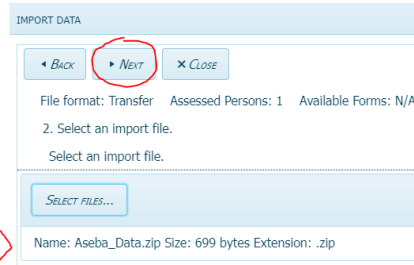 IMPORT DATA
BACK NEXT CLOSE
File format: Transfer Assessed Persons: 1 Available Forms: N/A
2. Select an import file.
Select an import file.
SELECT FILES...
Name: Aseba_Data.zip Size: 699 bytes Extension: .zip